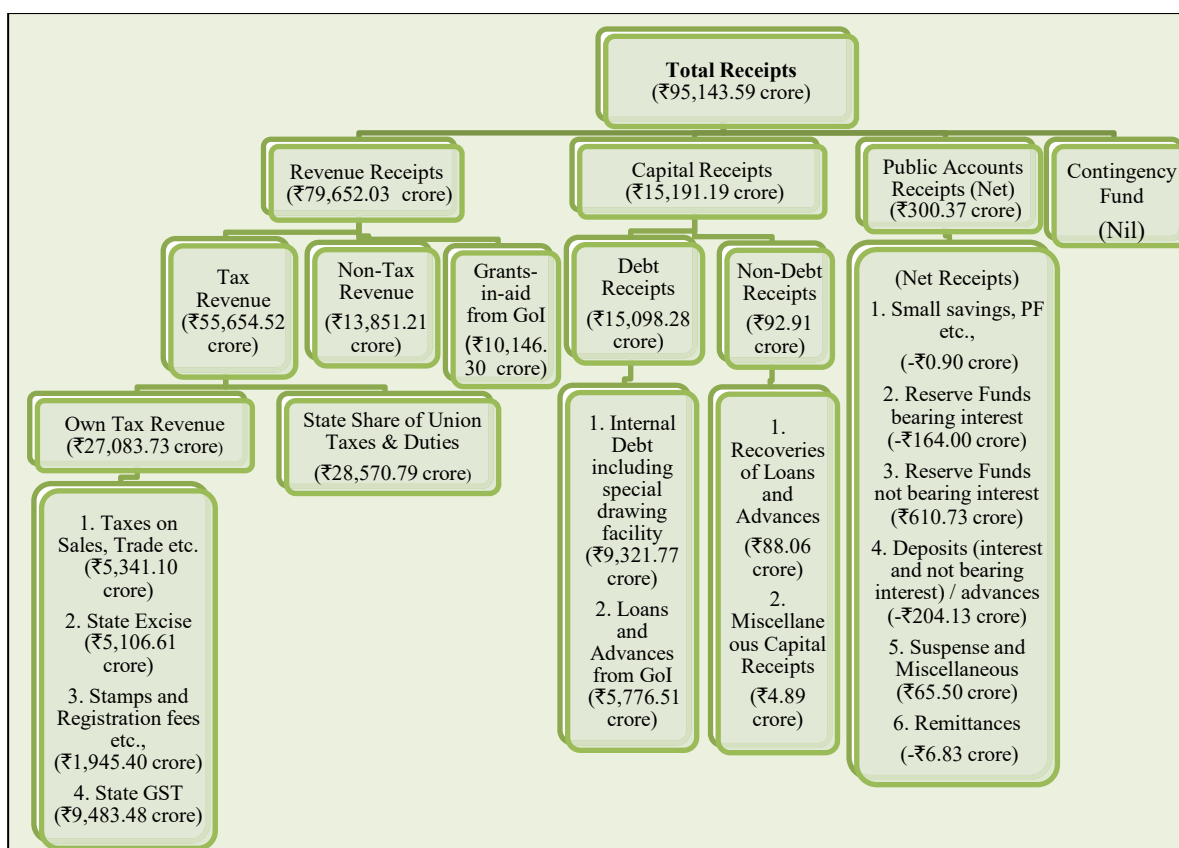 Total Receipts
(₹95,143.59 crore)
Revenue Receipts
(₹79,652.03 crore)
Capital Receipts
(₹15,191.19 crore)
Public Accounts
Receipts (Net)
(₹300.37 crore)
Contingency
Fund
(Nil)
Tax
Revenue
(₹55,654.52
crore)
Non-Tax
Revenue
(₹13,851.21
crore)
Grants-
in-aid
from GoI
(₹10,146.
30 crore)
Debt
Receipts
(₹15,098.28
crore)
Non-Debt
Receipts
(₹92.91
crore)
Own Tax Revenue
(₹27,083.73 crore)
State Share of Union
Taxes & Duties
(₹28,570.79 crore)
1. Taxes on
Sales, Trade etc.
(₹5,341.10
crore)
2. State Excise
(₹5,106.61
crore)
3. Stamps and
Registration fees
etc.,
(₹1,945.40 crore)
4. State GST
(₹9,483.48 crore)
1. Internal
Debt
including
special
drawing
facility
(₹9,321.77
crore)
2. Loans
and
Advances
from GoI
(₹5,776.51
crore)
1.
Recoveries
of Loans
and
Advances
(₹88.06
crore)
2.
Miscellane
ous Capital
Receipts
(₹4.89
crore)
(Net Receipts)
1. Small savings, PF
etc.,
(-₹0.90 crore)
2. Reserve Funds
bearing interest
(-₹164.00 crore)
3. Reserve Funds
not bearing interest
(₹610.73 crore)
4. Deposits (interest
and not bearing
interest) / advances
(-₹204.13 crore)
5. Suspense and
Miscellaneous
(₹65.50 crore)
6. Remittances
(-₹6.83 crore)